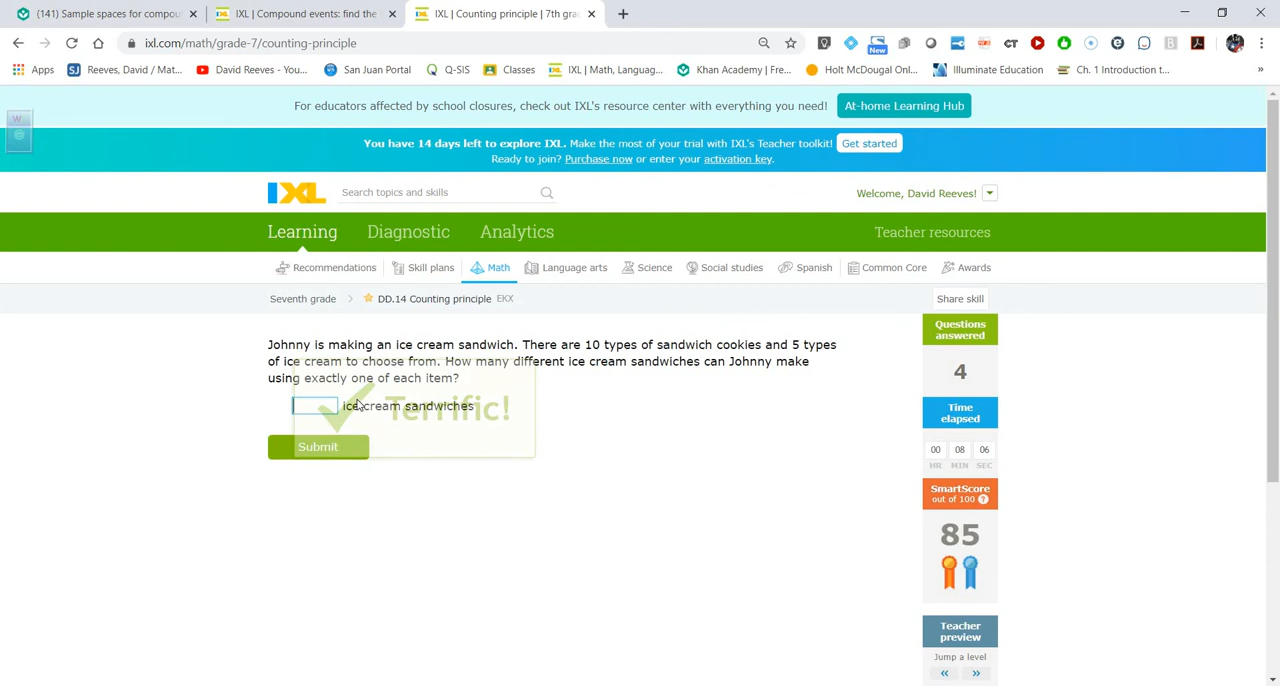 (141) Sample spaces for compou
IXL | Compound events: find the
IXL | Counting principle | 7th gra
ixl.com/math/grade-7/counting-principle
New
Apps
Reeves, David / Mat...
David Reeves - You...
San Juan Portal
Q-SIS
Classes
IXL | Math, Languag...
Khan Academy | Fre...
Holt McDougal Onl...
Illuminate Education
Ch. 1 Introduction t...
For educators affected by school closures, check out IXL's resource center with everything you need!
At-home Learning Hub
W
You have 14 days left to explore IXL. Make the most of your trial with IXL's Teacher toolkit!
Get started
Ready to join? Purchase now or enter your activation key.
IXL
Search topics and skills
Welcome, David Reeves!
Learning
Diagnostic
Analytics
Teacher resources
Recommendations
Skill plans
Math
Language arts
Science
Social studies
Spanish
Common Core
Awards
Seventh grade
DD.14 Counting principle EKX
Share skill
Johnny is making an ice cream sandwich. There are 10 types of sandwich cookies and 5 types
of ice cream to choose from. How many different ice cream sandwiches can Johnny make
using exactly one of each item?
ice cream sandwiches
Terrific!
Submit
Questions
answered
4
Time
elapsed
00 08 06
HR MIN SEC
SmartScore
out of 100 ?
85
Teacher
preview
Jump a level
« »